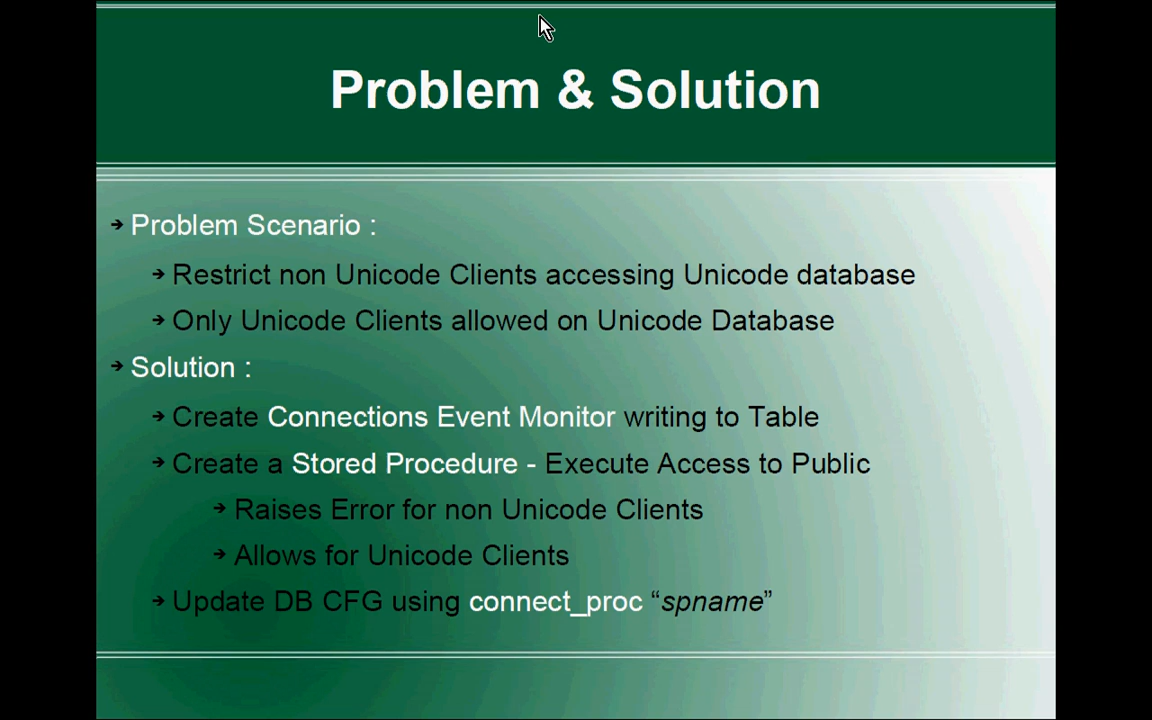 Problem & Solution
Problem Scenario :
Restrict non Unicode Clients accessing Unicode database
Only Unicode Clients allowed on Unicode Database
Solution :
Create Connections Event Monitor writing to Table
Create a Stored Procedure - Execute Access to Public
Raises Error for non Unicode Clients
Allows for Unicode Clients
Update DB CFG using connect_proc “spname”